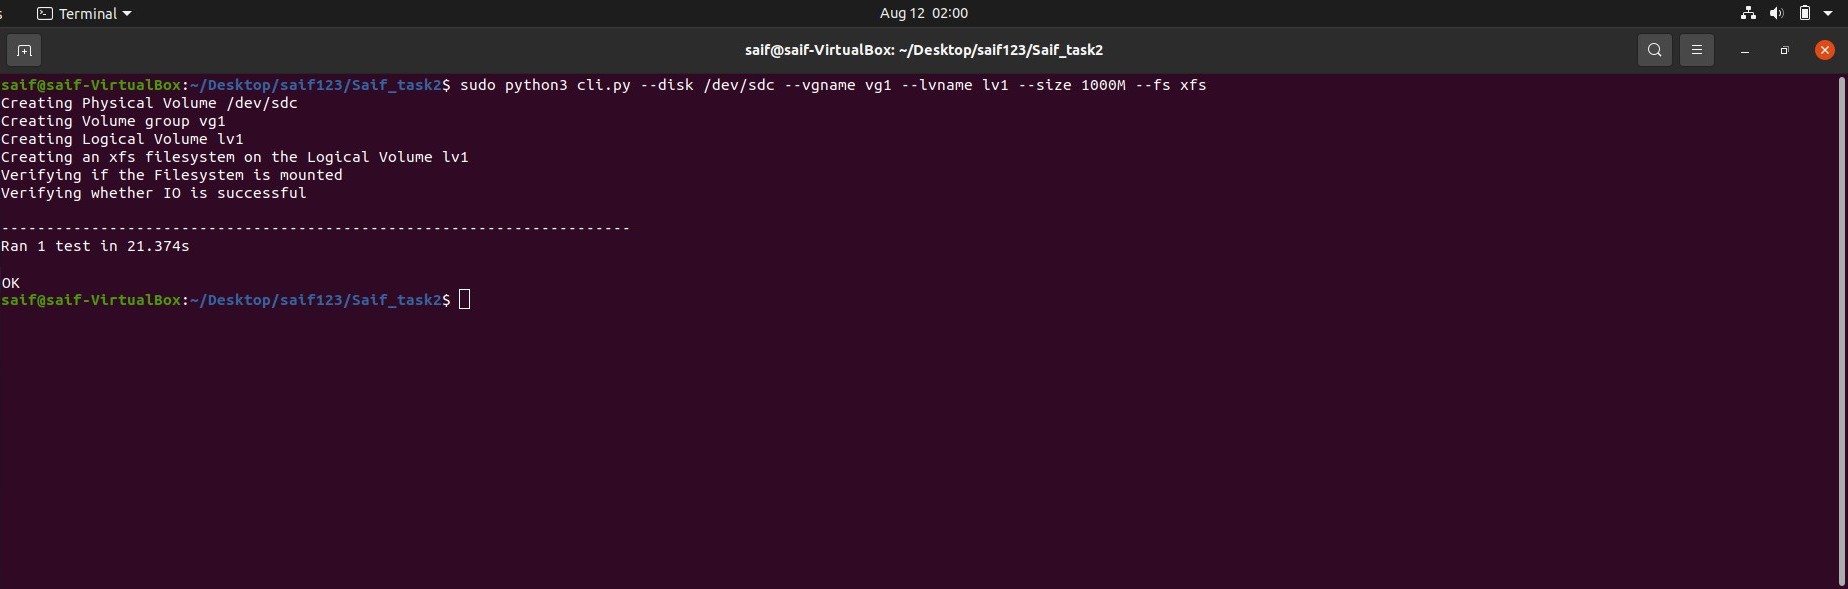 Terminal
Aug 12 02:00
saif@saif-VirtualBox: ~/Desktop/saif123/Saif_task2
saif@saif-VirtualBox:~/Desktop/saif123/Saif_task2$ sudo python3 cli.py --disk /dev/sdc --vgname vg1 --lvname lv1 --size 1000M --fs xfs
Creating Physical Volume /dev/sdc
Creating Volume group vg1
Creating Logical Volume lv1
Creating an xfs filesystem on the Logical Volume lv1
Verifying if the Filesystem is mounted
Verifying whether IO is successful
----------------------------------------------------------------------
Ran 1 test in 21.374s
OK
saif@saif-VirtualBox:~/Desktop/saif123/Saif_task2$